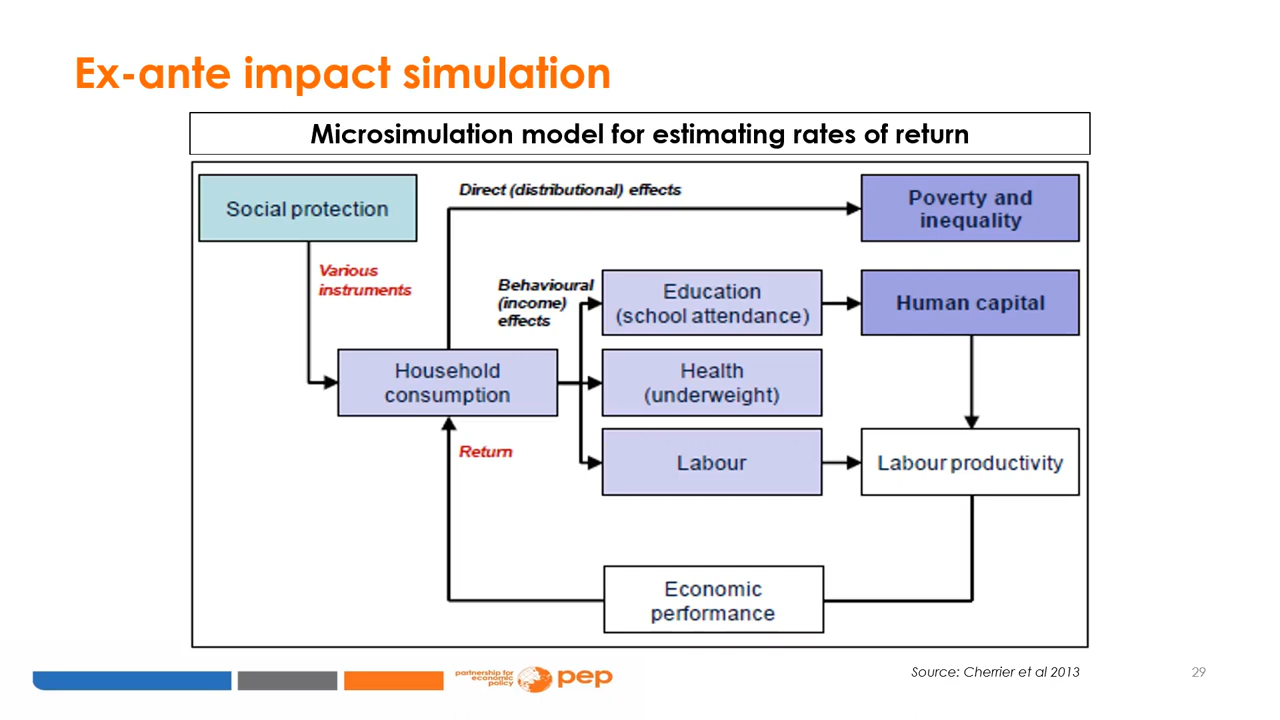 Ex-ante impact simulation
Microsimulation model for estimating rates of return
Social protection
Direct (distributional) effects
Poverty and
inequality
Various
instruments
Behavioural
(income)
effects
Education
(school attendance)
Human capital
Household
consumption
Health
(underweight)
Return
Labour
Labour productivity
Economic
performance
partnership for
economic
policy
pep
Source: Cherrier et al 2013
29